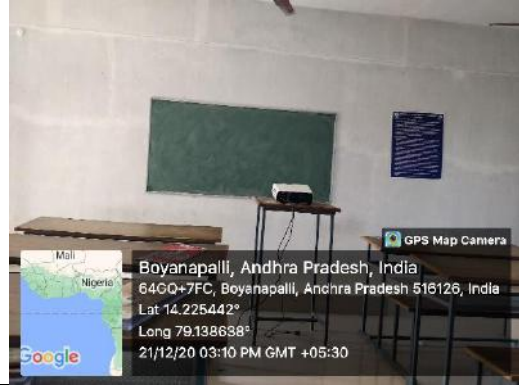 GPS Map Camera
Mali
Nigeria
Google
Boyanapalli, Andhra Pradesh, India
64GQ+7FC, Boyanapalli, Andhra Pradesh 516126, India
Lat 14.225442°
Long 79.138638°
21/12/20 03:10 PM GMT +05:30